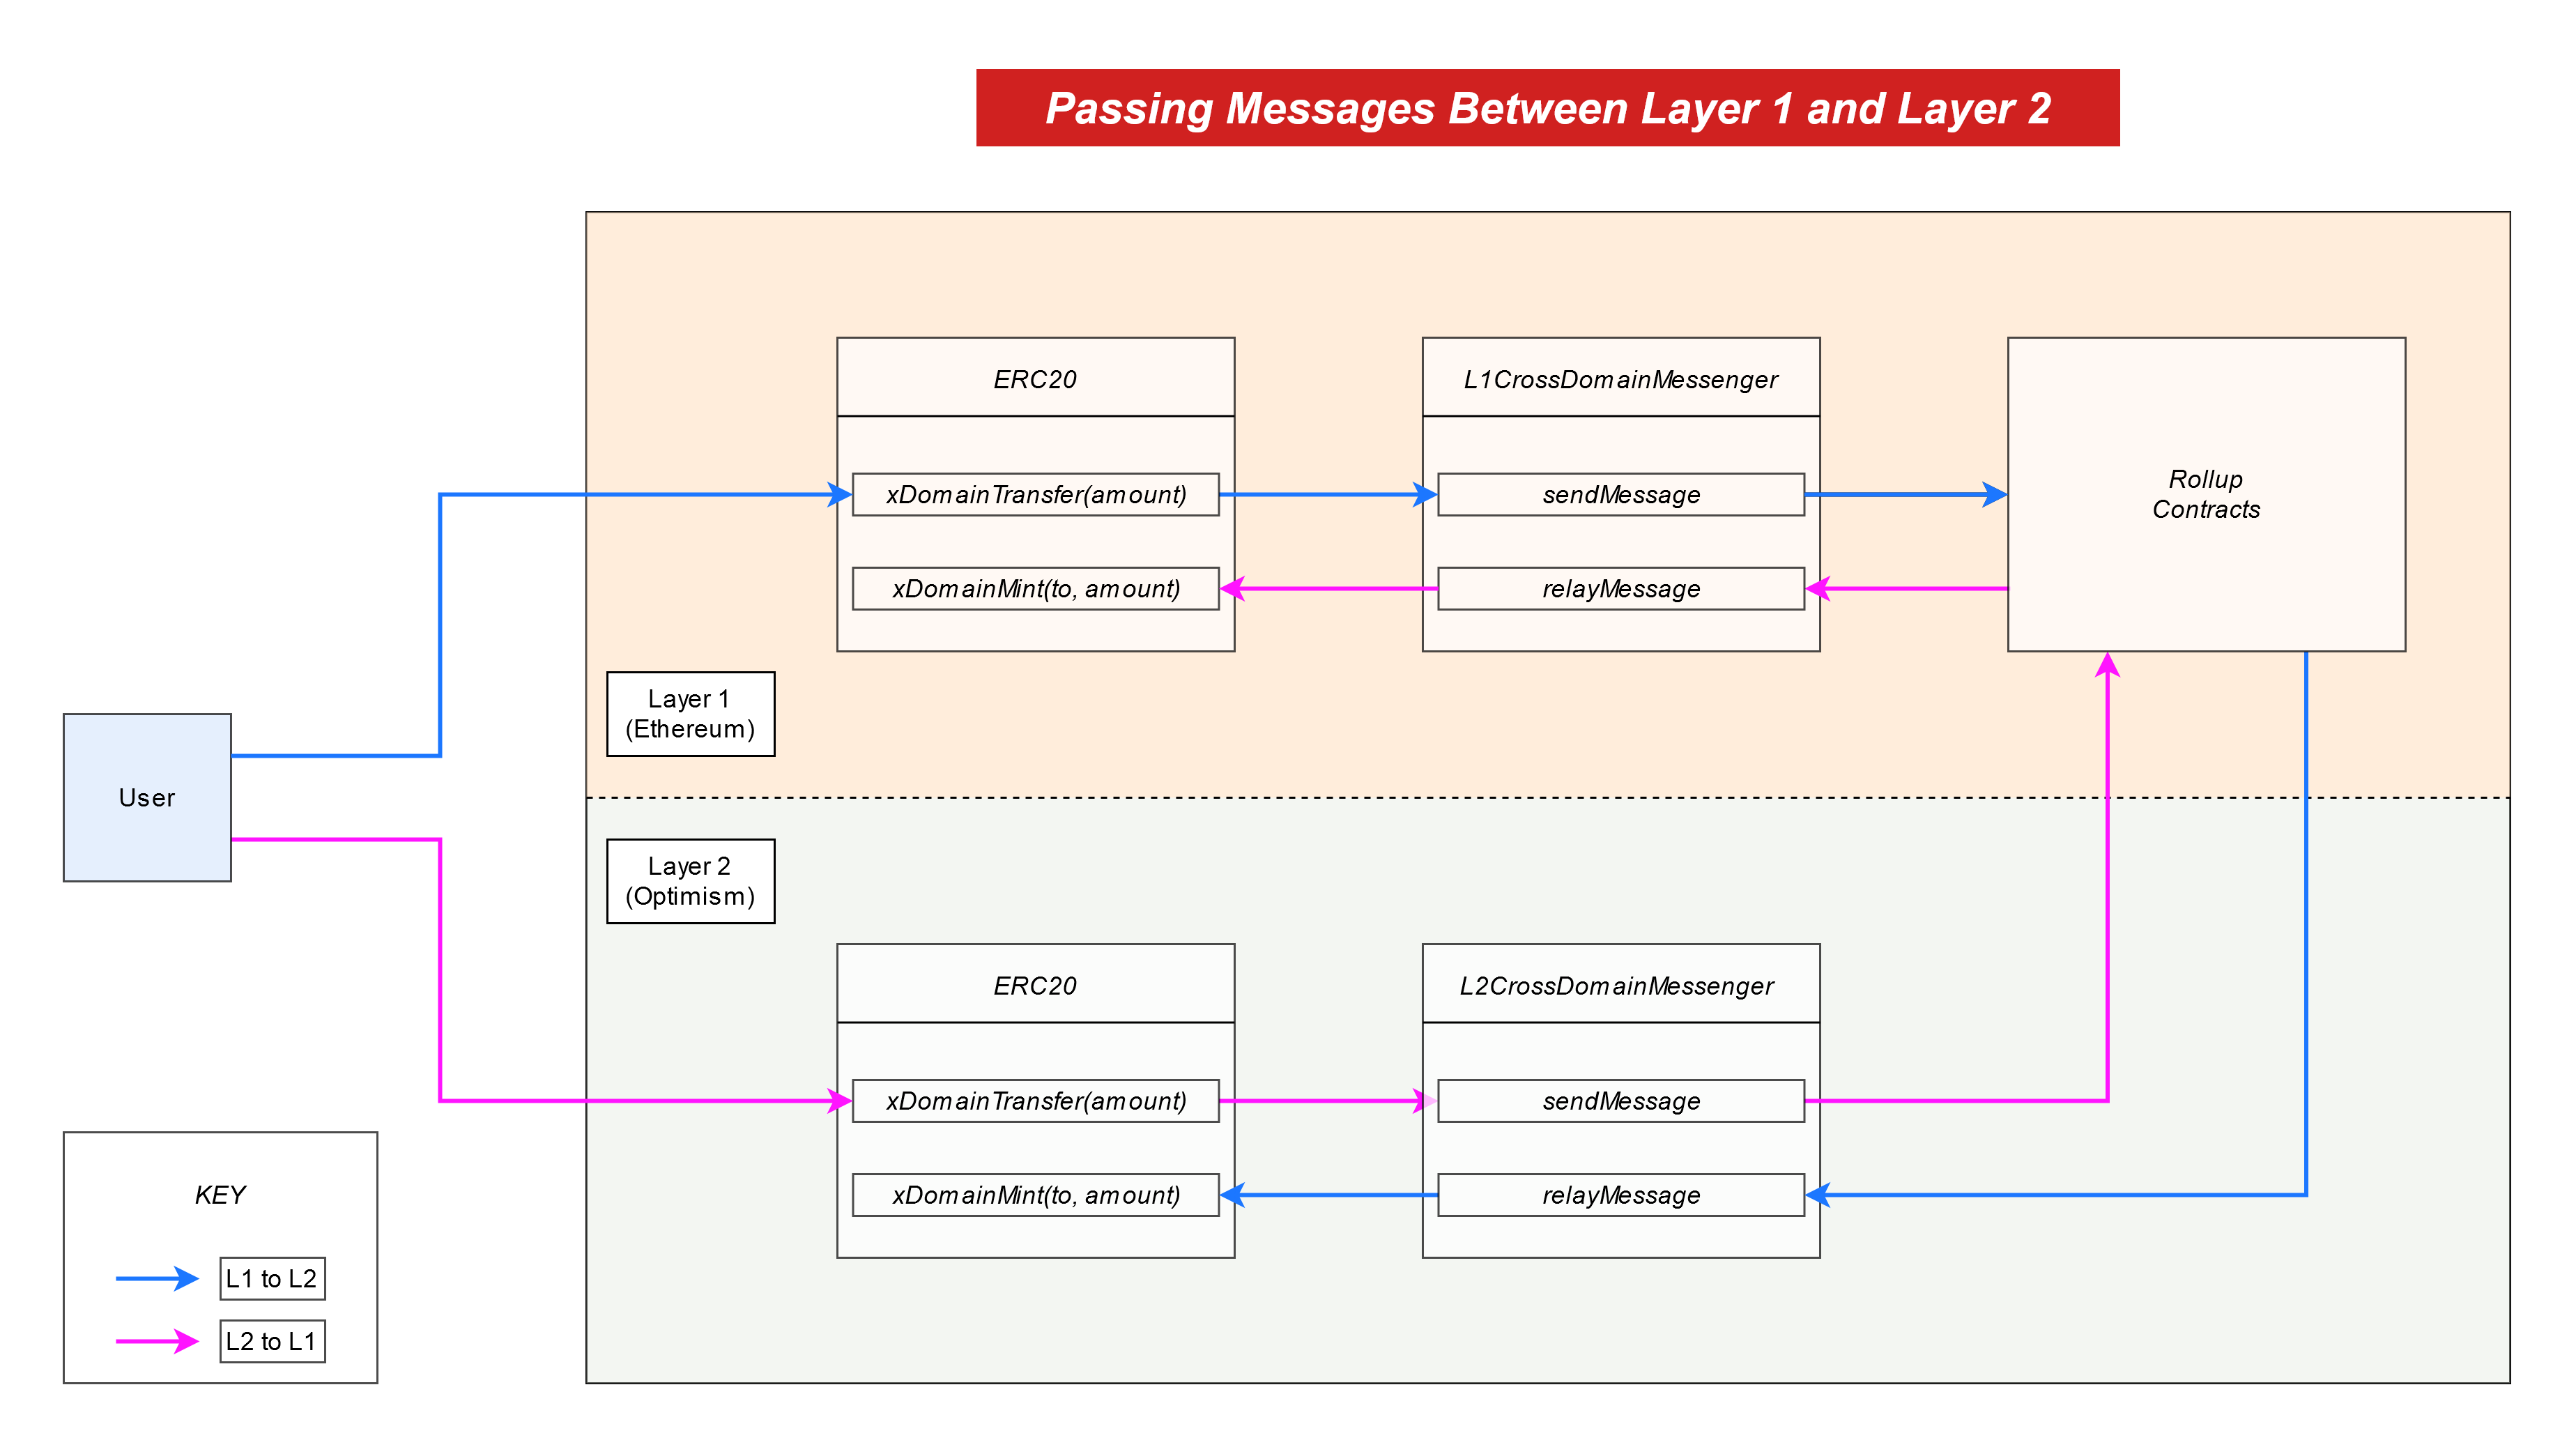 Passing Messages Between Layer 1 and Layer 2
ERC20
L1CrossDomainMessenger
xDomainTransfer(amount)
sendMessage
Rollup
Contracts
xDomainMint(to, amount)
relayMessage
Layer 1
(Ethereum)
User
Layer 2
(Optimism)
ERC20
L2CrossDomainMessenger
xDomainTransfer(amount)
sendMessage
xDomainMint(to, amount)
relayMessage
KEY
L1 to L2
L2 to L1